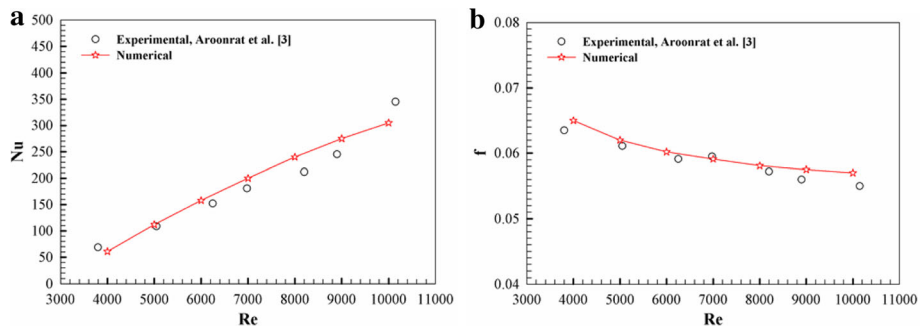 a
500
450
400
350
300
250
200
150
100
50
0
Nu
3000 4000 5000 6000 7000 8000 9000 10000 11000
Re
Experimental, Aroonrat et al. [3]
Numerical
b
0.08
0.07
0.06
0.05
0.04
f
3000 4000 5000 6000 7000 8000 9000 10000 11000
Re
Experimental, Aroonrat et al. [3]
Numerical